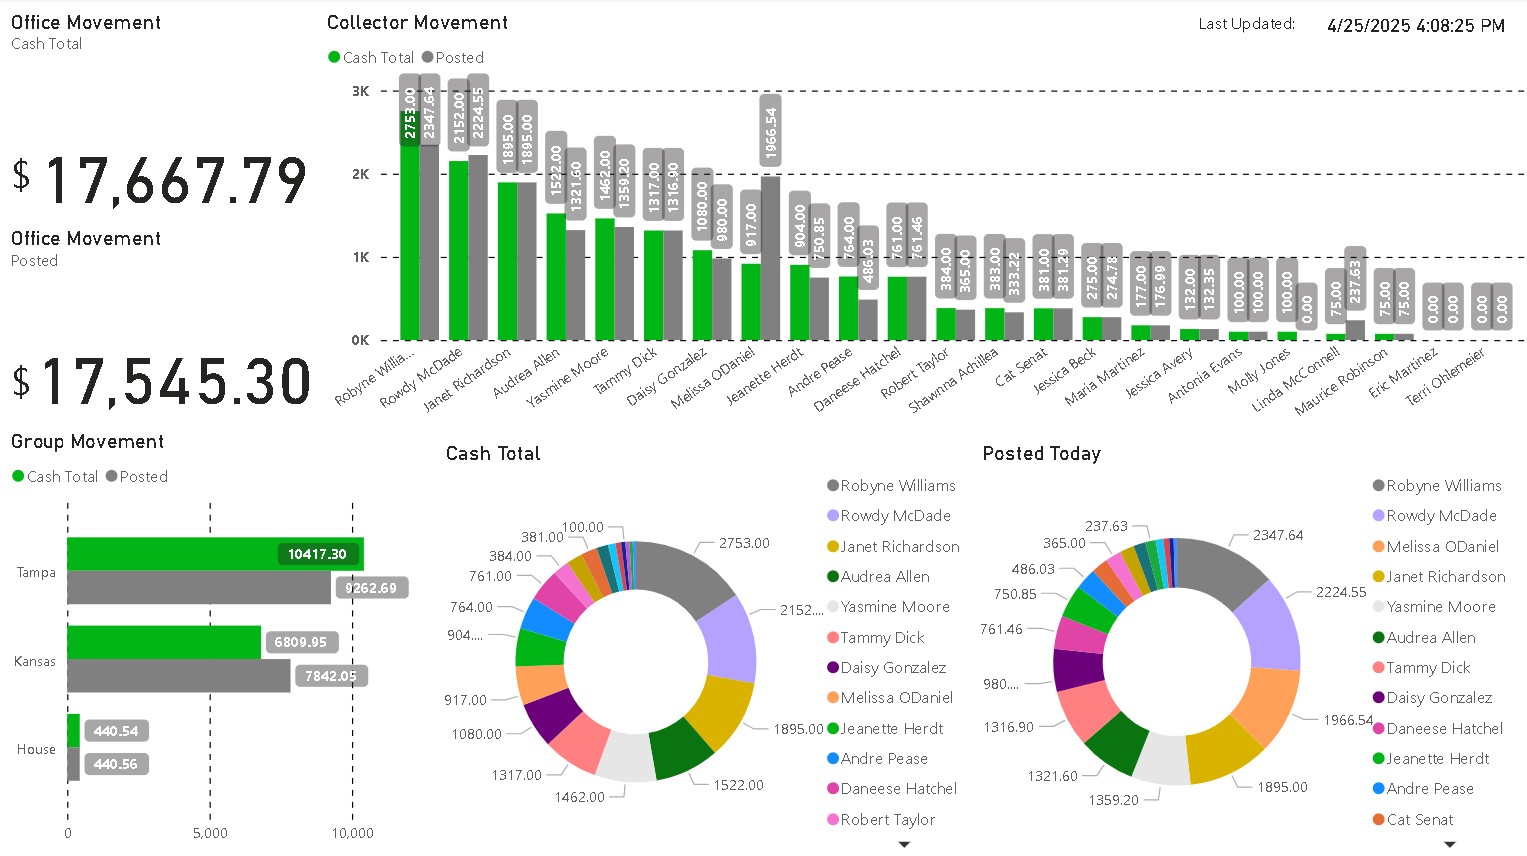 Office Movement
Cash Total
$ 17,667.79
Office Movement
Posted
$ 17,545.30
Collector Movement
Last Updated: 4/25/2025 4:08:25 PM
Cash Total Posted
3K
2K
1K
0K
2753.00 2347.64
2152.00 2224.55
1895.00 1895.00
1522.00 1321.60
1462.00 1359.20
1317.00 1316.90
1080.00 980.00
917.00 1966.54
904.00 750.85
764.00 486.03
761.00 761.46
384.00 365.00
383.00 333.22
381.00 381.29
275.00 274.78
177.00 176.99
132.00 132.35
100.00 100.00
100.00 0.00
75.00 237.63
75.00 75.00
0.00 0.00
0.00 0.00
Robyne Willia...
Rowdy McDade
Janet Richardson
Audrea Allen
Yasmine Moore
Tammy Dick
Daisy Gonzalez
Melissa ODaniel
Jeanette Herdt
Andre Pease
Daneese Hatchel
Robert Taylor
Shawnna Achillea
Cat Senat
Jessica Beck
Maria Martinez
Jessica Avery
Antonia Evans
Molly Jones
Linda McConnell
Maurice Robinson
Eric Martinez
Terri Ohlemeier
Group Movement
Cash Total Posted
Tampa
10417.30
9262.69
Kansas
6809.95
7842.05
House
440.54
440.56
0 5,000 10,000
Cash Total
2753.00
2152....
1895.00
1522.00
1462.00
1317.00
1080.00
917.00
904....
764.00
761.00
384.00
381.00
100.00
Robyne Williams
Rowdy McDade
Janet Richardson
Audrea Allen
Yasmine Moore
Tammy Dick
Daisy Gonzalez
Melissa ODaniel
Jeanette Herdt
Andre Pease
Daneese Hatchel
Robert Taylor
Posted Today
2347.64
2224.55
1966.54
1895.00
1359.20
1321.60
1316.90
980....
761.46
750.85
486.03
365.00
237.63
Robyne Williams
Rowdy McDade
Melissa ODaniel
Janet Richardson
Yasmine Moore
Audrea Allen
Tammy Dick
Daisy Gonzalez
Daneese Hatchel
Jeanette Herdt
Andre Pease
Cat Senat